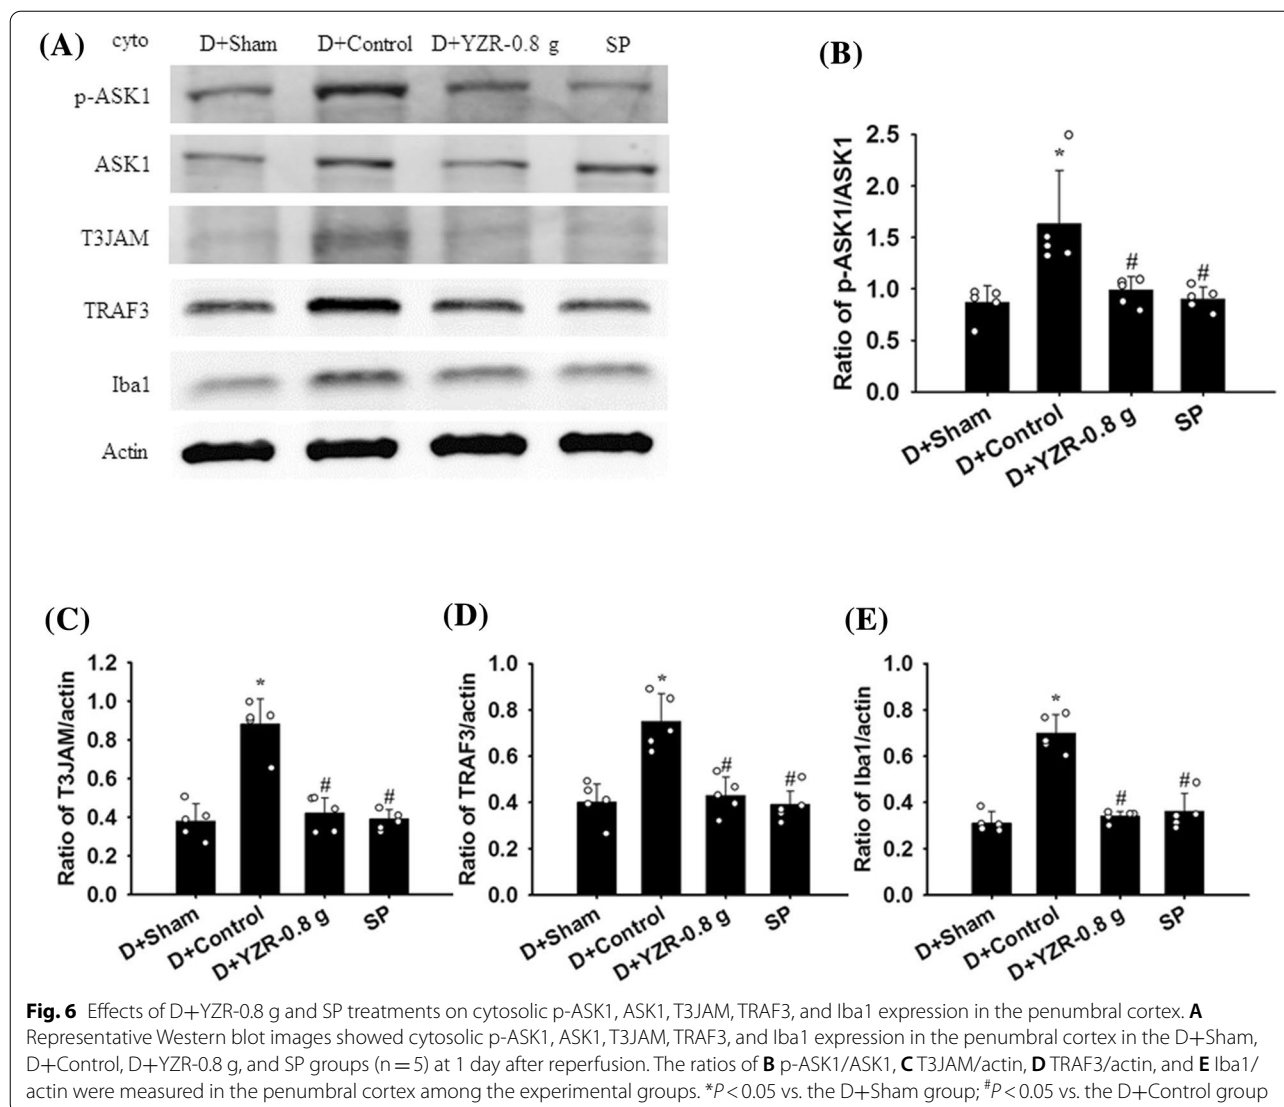 (A)
cyto D+Sham D+Control D+YZR-0.8 g SP
p-ASK1
ASK1
T3JAM
TRAF3
Iba1
Actin
(B)
Ratio of p-ASK1/ASK1
2.5
2.0
1.5
1.0
0.5
0.0
*
#
#
D+Sham
D+Control
D+YZR-0.8 g
SP
(C)
Ratio of T3JAM/actin
1.2
1.0
0.8
0.6
0.4
0.2
0.0
*
#
#
D+Sham
D+Control
D+YZR-0.8 g
SP
(D)
Ratio of TRAF3/actin
1.0
0.8
0.6
0.4
0.2
0.0
*
#
#
D+Sham
D+Control
D+YZR-0.8 g
SP
(E)
Ratio of Iba1/actin
1.0
0.8
0.6
0.4
0.2
0.0
*
#
#
D+Sham
D+Control
D+YZR-0.8 g
SP
Fig. 6 Effects of D+YZR-0.8 g and SP treatments on cytosolic p-ASK1, ASK1, T3JAM, TRAF3, and Iba1 expression in the penumbral cortex. A
Representative Western blot images showed cytosolic p-ASK1, ASK1, T3JAM, TRAF3, and Iba1 expression in the penumbral cortex in the D+Sham,
D+Control, D+YZR-0.8 g, and SP groups (n = 5) at 1 day after reperfusion. The ratios of B p-ASK1/ASK1, C T3JAM/actin, D TRAF3/actin, and E Iba1/
actin were measured in the penumbral cortex among the experimental groups. *P < 0.05 vs. the D+Sham group; #P < 0.05 vs. the D+Control group